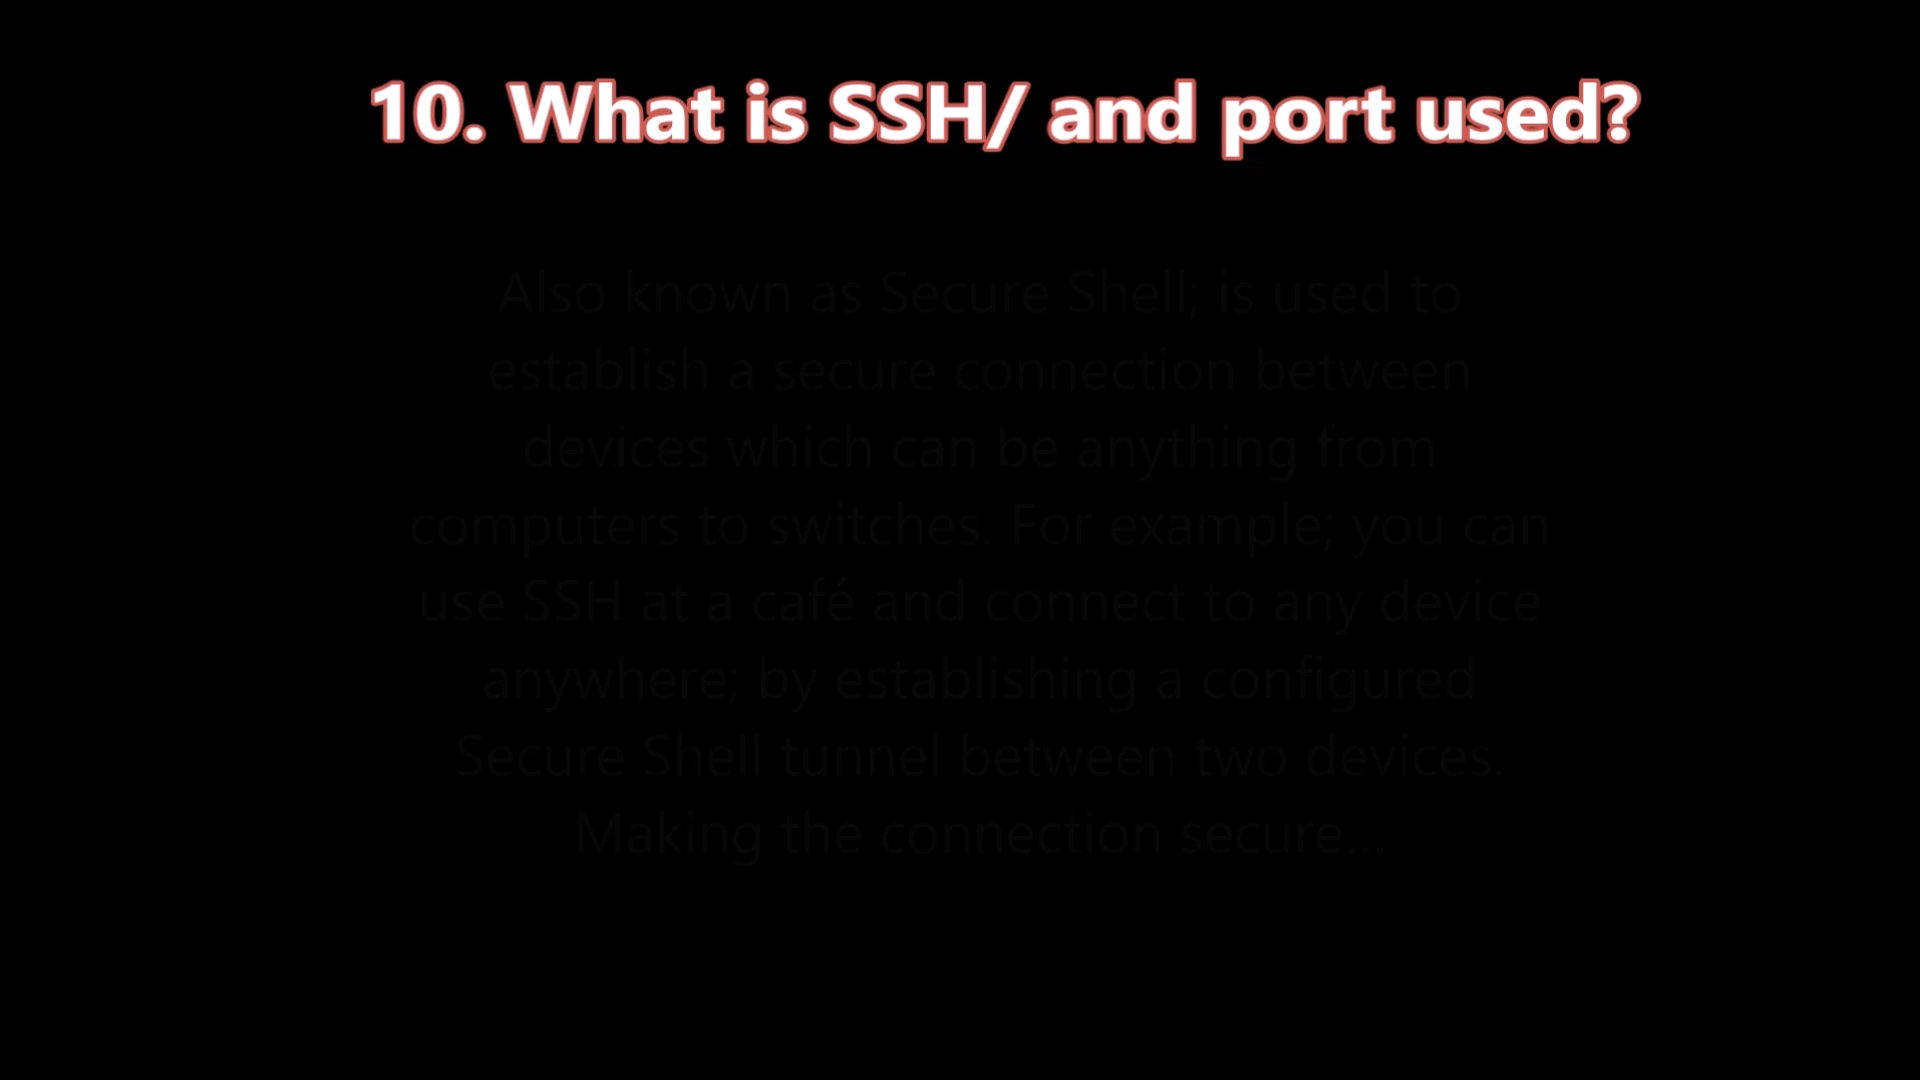 10. What is SSH/ and port used?
Also known as Secure Shell; is used to
establish a secure connection between
devices which can be anything from
computers to switches. For example; you can
use SSH at a café and connect to any device
anywhere; by establishing a configured
Secure Shell tunnel between two devices.
Making the connection secure...